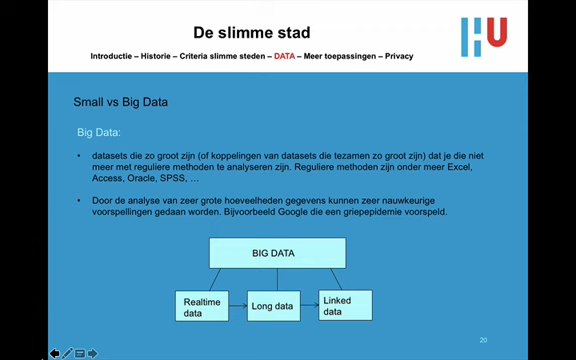 De slimme stad
HU
Introductie – Historie – Criteria slimme steden – DATA – Meer toepassingen – Privacy
Small vs Big Data
Big Data:
• datasets die zo groot zijn (of koppelingen van datasets die tezamen zo groot zijn) dat je die niet
meer met reguliere methoden te analyseren zijn. Reguliere methoden zijn onder meer Excel,
Access, Oracle, SPSS, …
• Door de analyse van zeer grote hoeveelheden gegevens kunnen zeer nauwkeurige
voorspellingen gedaan worden. Bijvoorbeeld Google die een griepepidemie voorspeld.
BIG DATA
Realtime
data
Long data
Linked
data
20